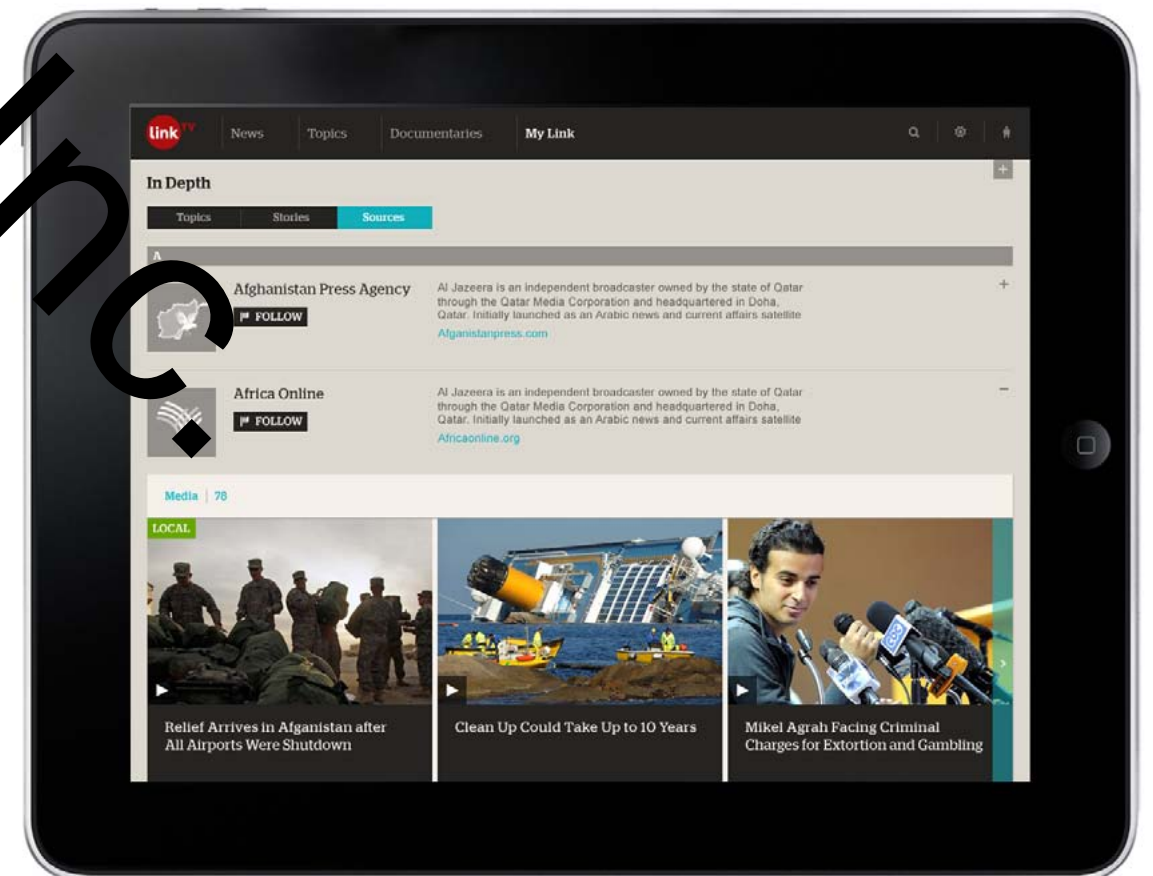 link TV
News
Topics
Documentaries
My Link
In Depth
Topics
Stories
Sources
A
Afghanistan Press Agency
FOLLOW
Al Jazeera is an independent broadcaster owned by the state of Qatar
through the Qatar Media Corporation and headquartered in Doha,
Qatar. Initially launched as an Arabic news and current affairs satellite
Afganistanpress.com
Africa Online
FOLLOW
Al Jazeera is an independent broadcaster owned by the state of Qatar
through the Qatar Media Corporation and headquartered in Doha,
Qatar. Initially launched as an Arabic news and current affairs satellite
Africaonline.org
Media | 78
LOCAL
Relief Arrives in Afganistan after
All Airports Were Shutdown
Clean Up Could Take Up to 10 Years
Mikel Agrah Facing Criminal
Charges for Extortion and Gambling
CDC
Inc.